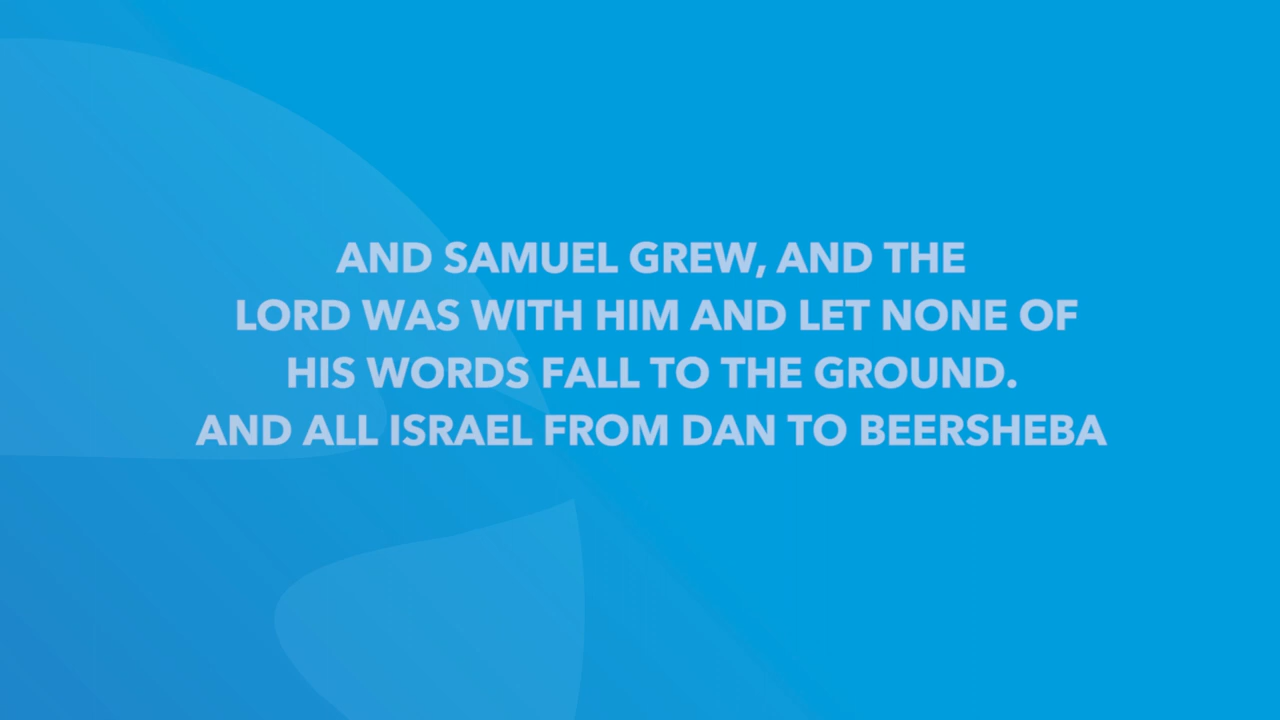 AND SAMUEL GREW, AND THE
LORD WAS WITH HIM AND LET NONE OF
HIS WORDS FALL TO THE GROUND.
AND ALL ISRAEL FROM DAN TO BEERSHEBA